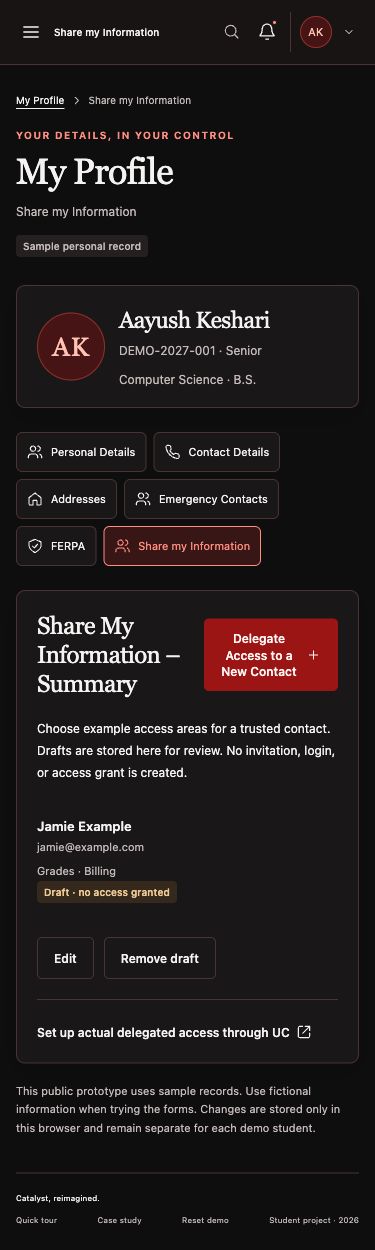 Share my Information
AK
My Profile > Share my Information
YOUR DETAILS, IN YOUR CONTROL
My Profile
Share my Information
Sample personal record
AK
Aayush Keshari
DEMO-2027-001 · Senior
Computer Science · B.S.
Personal Details
Contact Details
Addresses
Emergency Contacts
FERPA
Share my Information
Share My
Information –
Summary
Delegate
Access to a
New Contact
Choose example access areas for a trusted contact.
Drafts are stored here for review. No invitation, login,
or access grant is created.
Jamie Example
jamie@example.com
Grades · Billing
Draft · no access granted
Edit
Remove draft
Set up actual delegated access through UC
This public prototype uses sample records. Use fictional
information when trying the forms. Changes are stored only in
this browser and remain separate for each demo student.
Catalyst, reimagined.
Quick tour
Case study
Reset demo
Student project · 2026